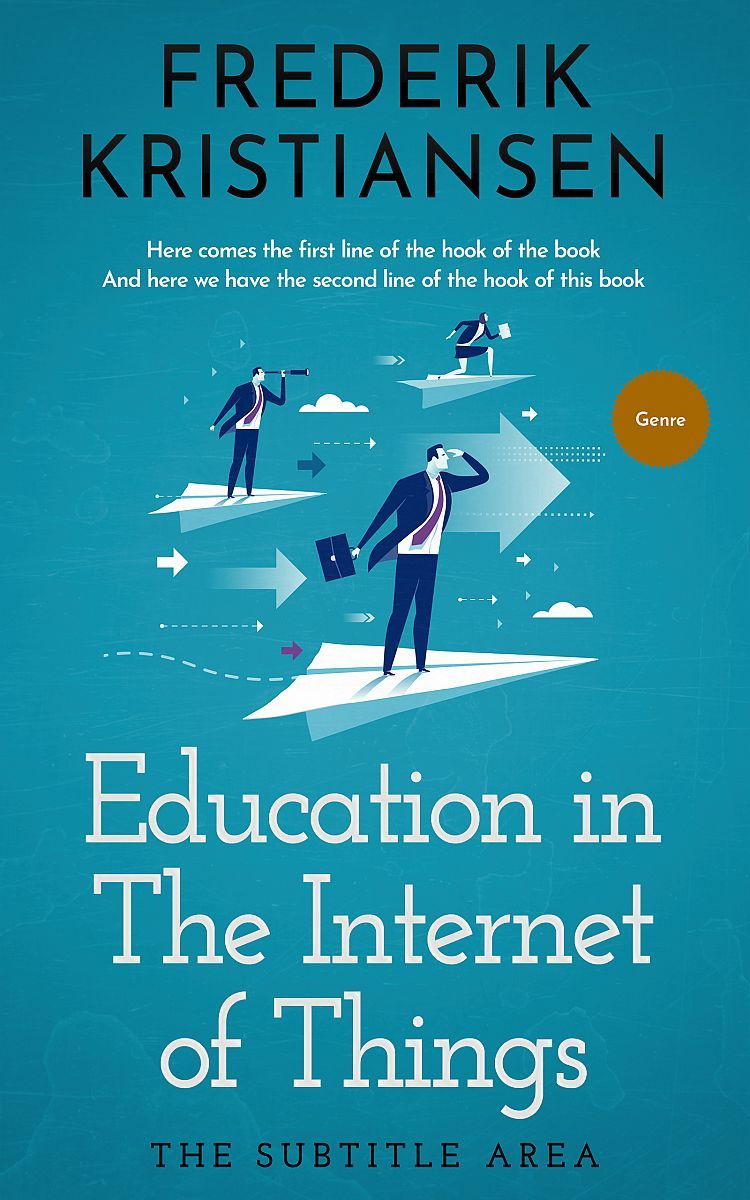 FREDERIK
KRISTIANSEN
Here comes the first line of the hook of the book
And here we have the second line of the hook of this book
Genre
Education in
The Internet
of Things
THE SUBTITLE AREA